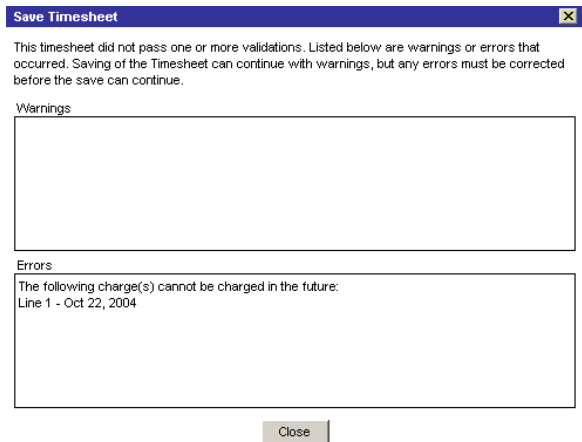 Save Timesheet
This timesheet did not pass one or more validations. Listed below are warnings or errors that
occurred. Saving of the Timesheet can continue with warnings, but any errors must be corrected
before the save can continue.
Warnings
Errors
The following charge(s) cannot be charged in the future:
Line 1 - Oct 22, 2004
Close